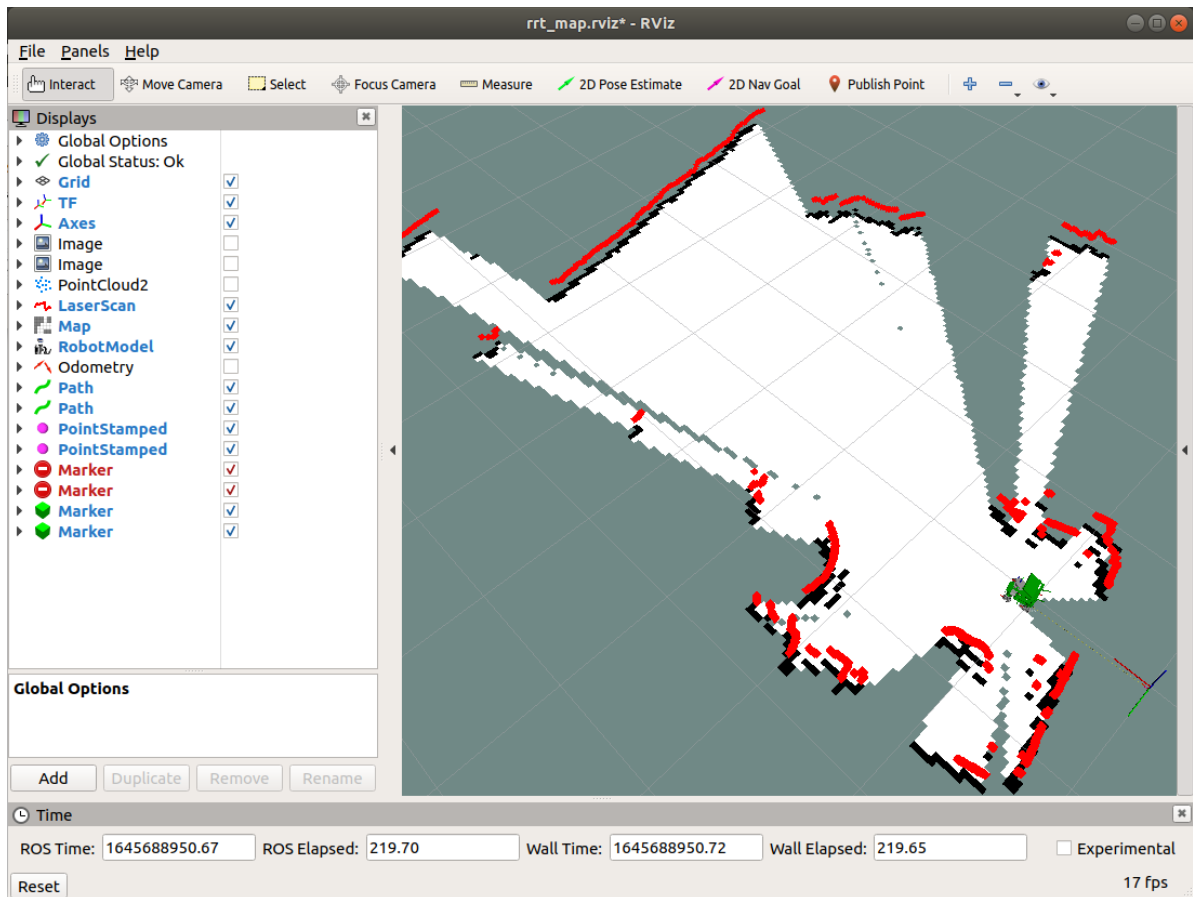 rrt_map.rviz* - RViz
File Panels Help
Interact Move Camera Select Focus Camera Measure 2D Pose Estimate 2D Nav Goal Publish Point
Displays
Global Options
Global Status: Ok
Grid
TF
Axes
Image
Image
PointCloud2
LaserScan
Map
RobotModel
Odometry
Path
Path
PointStamped
PointStamped
Marker
Marker
Marker
Marker
Global Options
Add Duplicate Remove Rename
Time
ROS Time: 1645688950.67 ROS Elapsed: 219.70 Wall Time: 1645688950.72 Wall Elapsed: 219.65 Experimental
Reset 17 fps